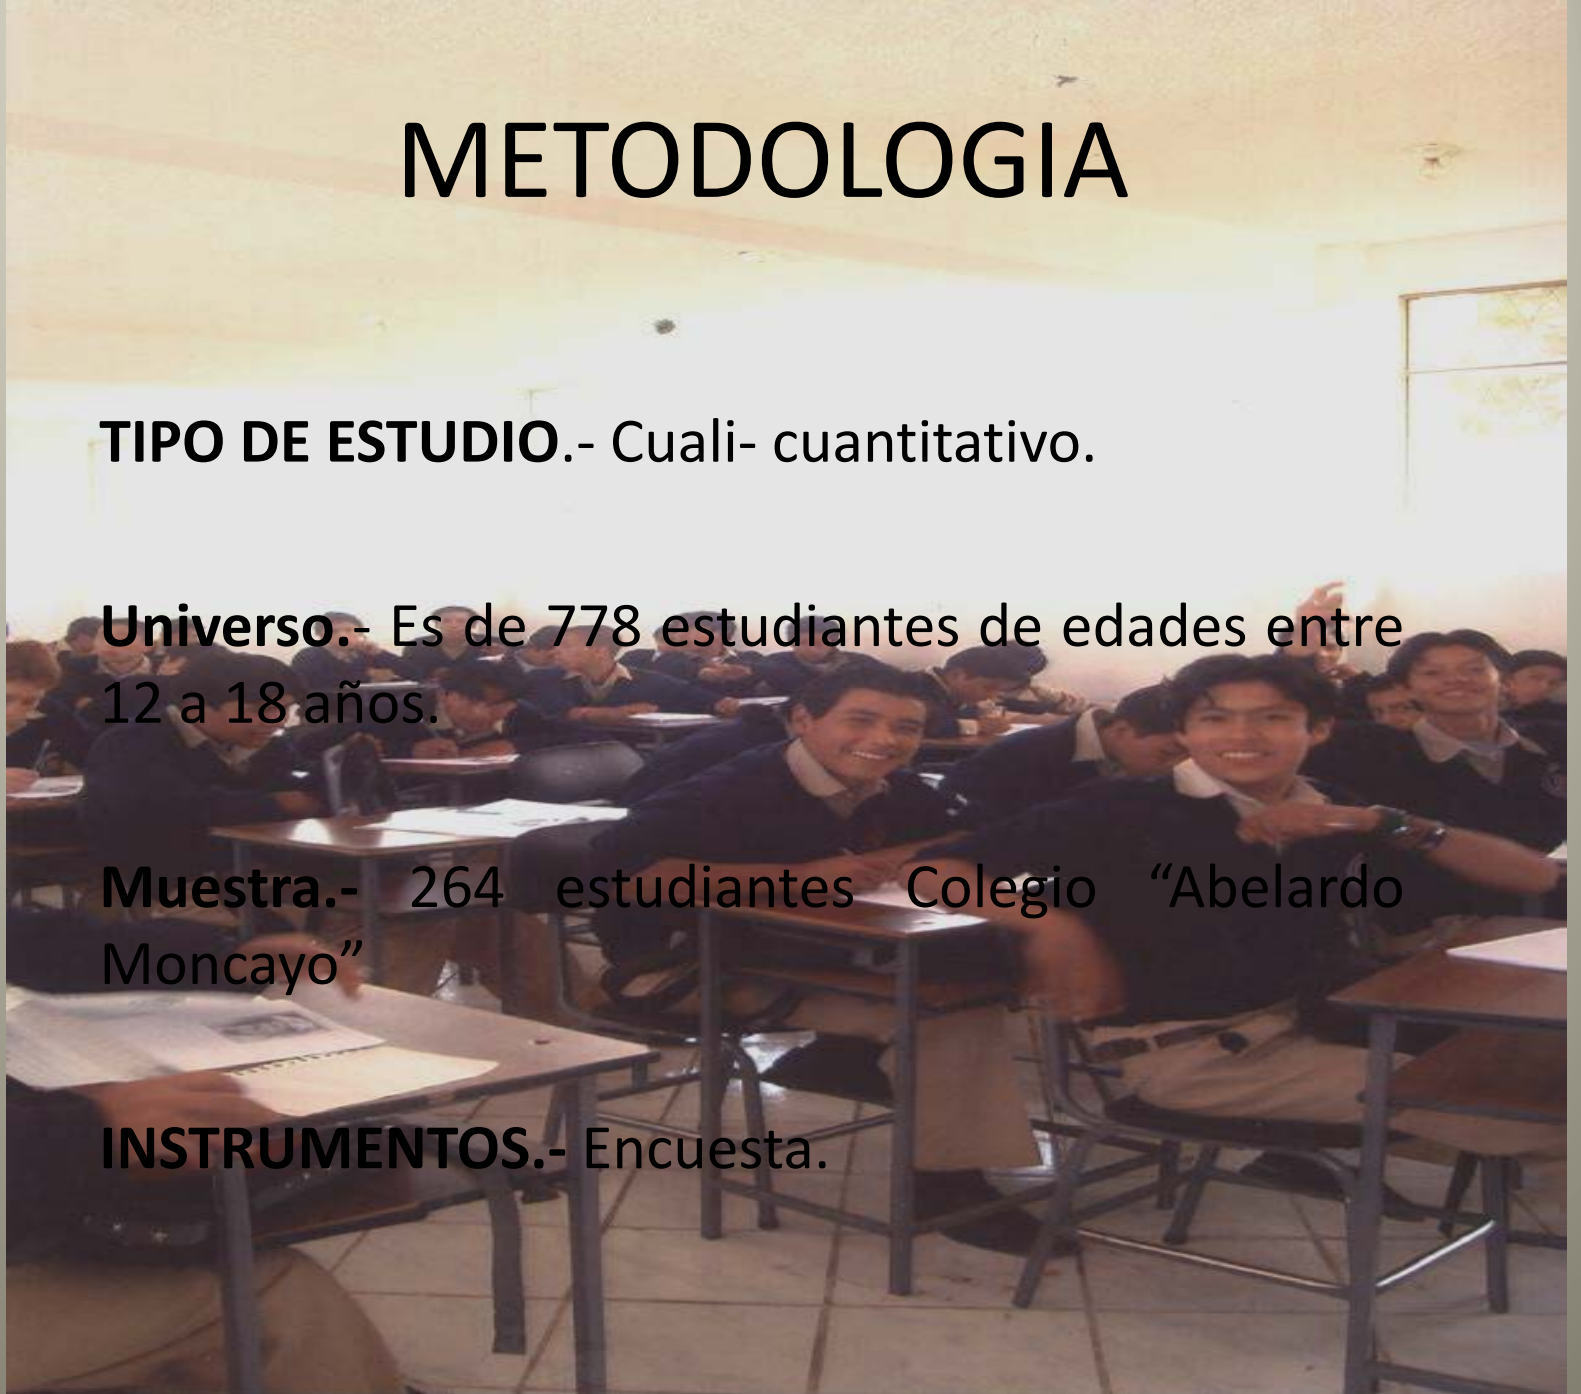 METODOLOGIA
TIPO DE ESTUDIO.- Cuali- cuantitativo.
Universo.- Es de 778 estudiantes de edades entre
12 a 18 años.
Muestra.- 264 estudiantes Colegio “Abelardo
Moncayo”
INSTRUMENTOS.- Encuesta.